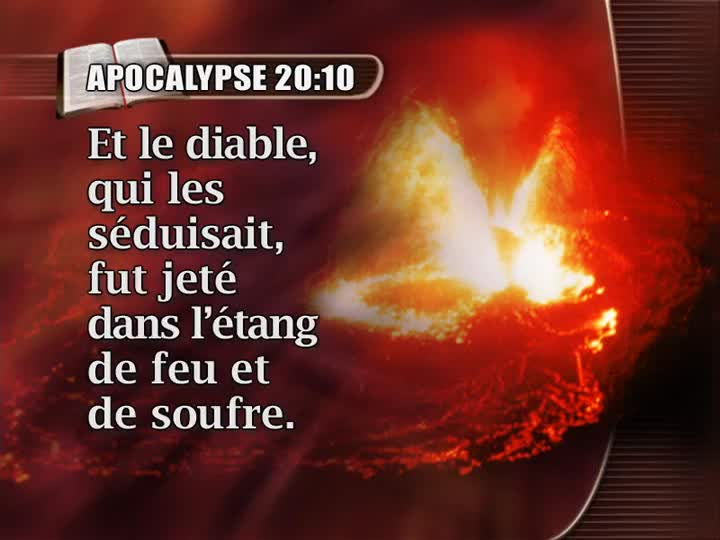 APOCALYPSE 20:10
Et le diable,
qui les
séduisait,
fut jeté
dans l’étang
de feu et
de soufre.